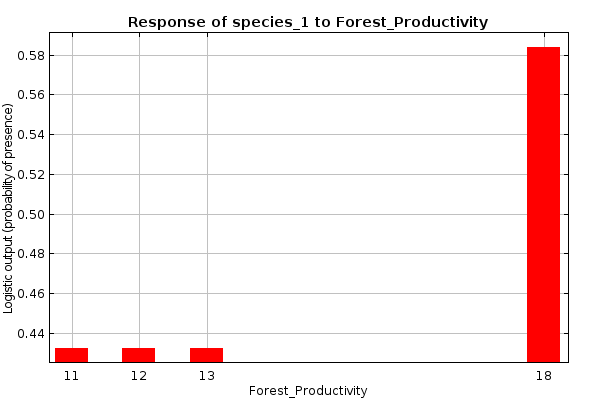 Response of species_1 to Forest_Productivity
Logistic output (probability of presence)
0.58
0.56
0.54
0.52
0.50
0.48
0.46
0.44
11 12 13 18
Forest_Productivity